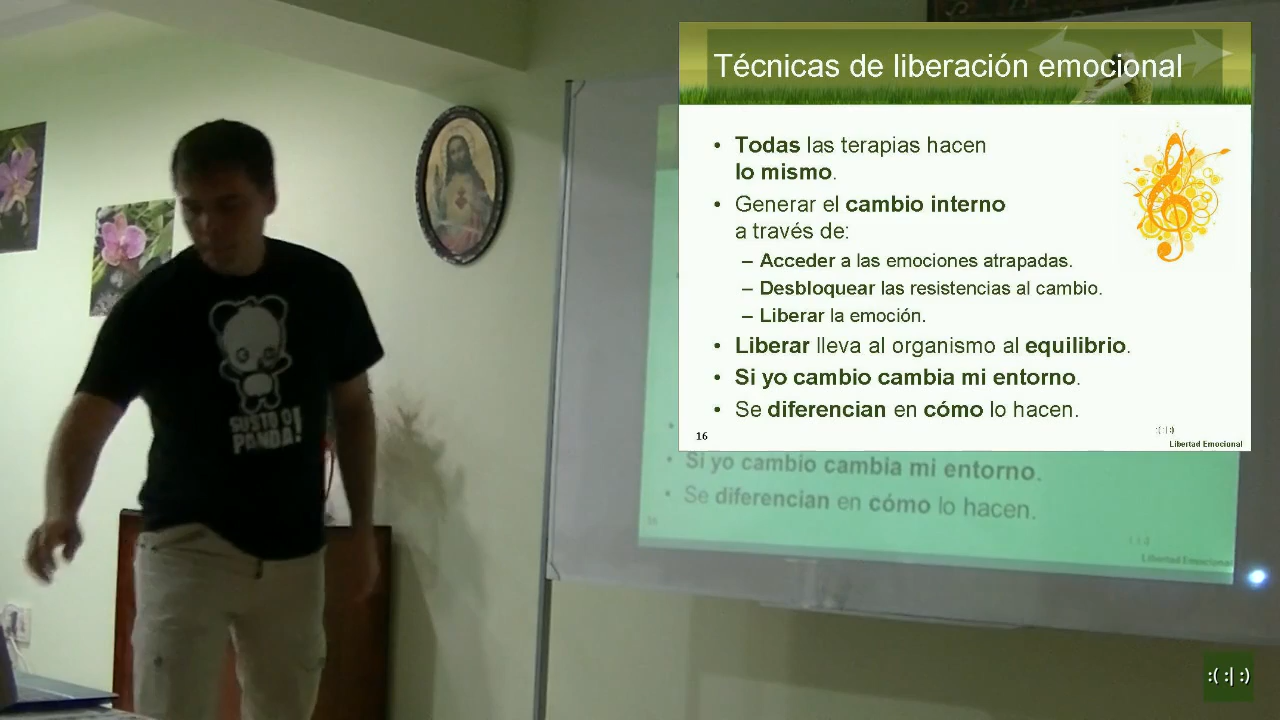 Técnicas de liberación emocional
• Todas las terapias hacen
lo mismo.
• Generar el cambio interno
a través de:
– Acceder a las emociones atrapadas.
– Desbloquear las resistencias al cambio.
– Liberar la emoción.
• Liberar lleva al organismo al equilibrio.
• Si yo cambio cambia mi entorno.
• Se diferencian en cómo lo hacen.
16
:(:|:)
Libertad Emocional
SUSTO O
PANDA!
• Si yo cambio cambia mi entorno.
• Se diferencian en cómo lo hacen.
16
Libertad Emocional
:( :| :)